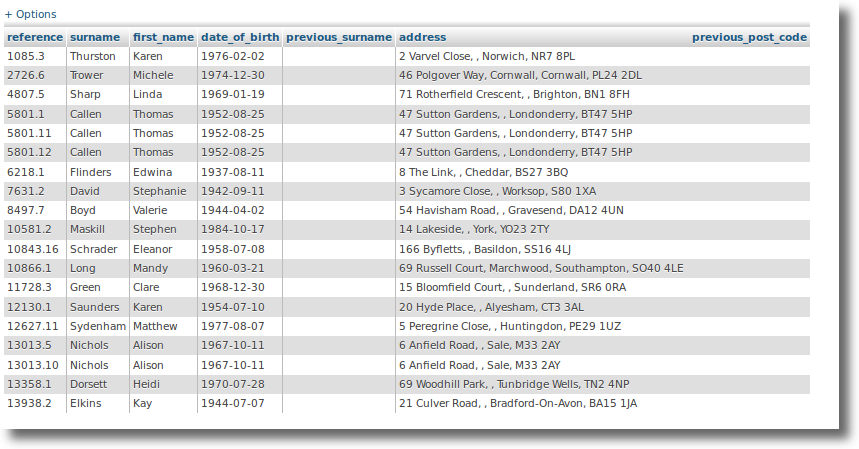 + Options
reference surname first_name date_of_birth previous_surname address previous_post_code
1085.3 Thurston Karen 1976-02-02 2 Varvel Close, , Norwich, NR7 8PL
2726.6 Trower Michele 1974-12-30 46 Polgover Way, Cornwall, Cornwall, PL24 2DL
4807.5 Sharp Linda 1969-01-19 71 Rotherfield Crescent, , Brighton, BN1 8FH
5801.1 Callen Thomas 1952-08-25 47 Sutton Gardens, , Londonderry, BT47 5HP
5801.11 Callen Thomas 1952-08-25 47 Sutton Gardens, , Londonderry, BT47 5HP
5801.12 Callen Thomas 1952-08-25 47 Sutton Gardens, , Londonderry, BT47 5HP
6218.1 Flinders Edwina 1937-08-11 8 The Link, , Cheddar, BS27 3BQ
7631.2 David Stephanie 1942-09-11 3 Sycamore Close, , Worksop, S80 1XA
8497.7 Boyd Valerie 1944-04-02 54 Havisham Road, , Gravesend, DA12 4UN
10581.2 Maskill Stephen 1984-10-17 14 Lakeside, , York, YO23 2TY
10843.16 Schrader Eleanor 1958-07-08 166 Byfletts, , Basildon, SS16 4LJ
10866.1 Long Mandy 1960-03-21 69 Russell Court, Marchwood, Southampton, SO40 4LE
11728.3 Green Clare 1968-12-30 15 Bloomfield Court, , Sunderland, SR6 0RA
12130.1 Saunders Karen 1954-07-10 20 Hyde Place, , Alyesham, CT3 3AL
12627.11 Sydenham Matthew 1977-08-07 5 Peregrine Close, , Huntingdon, PE29 1UZ
13013.5 Nichols Alison 1967-10-11 6 Anfield Road, , Sale, M33 2AY
13013.10 Nichols Alison 1967-10-11 6 Anfield Road, , Sale, M33 2AY
13358.1 Dorsett Heidi 1970-07-28 69 Woodhill Park, , Tunbridge Wells, TN2 4NP
13938.2 Elkins Kay 1944-07-07 21 Culver Road, , Bradford-On-Avon, BA15 1JA